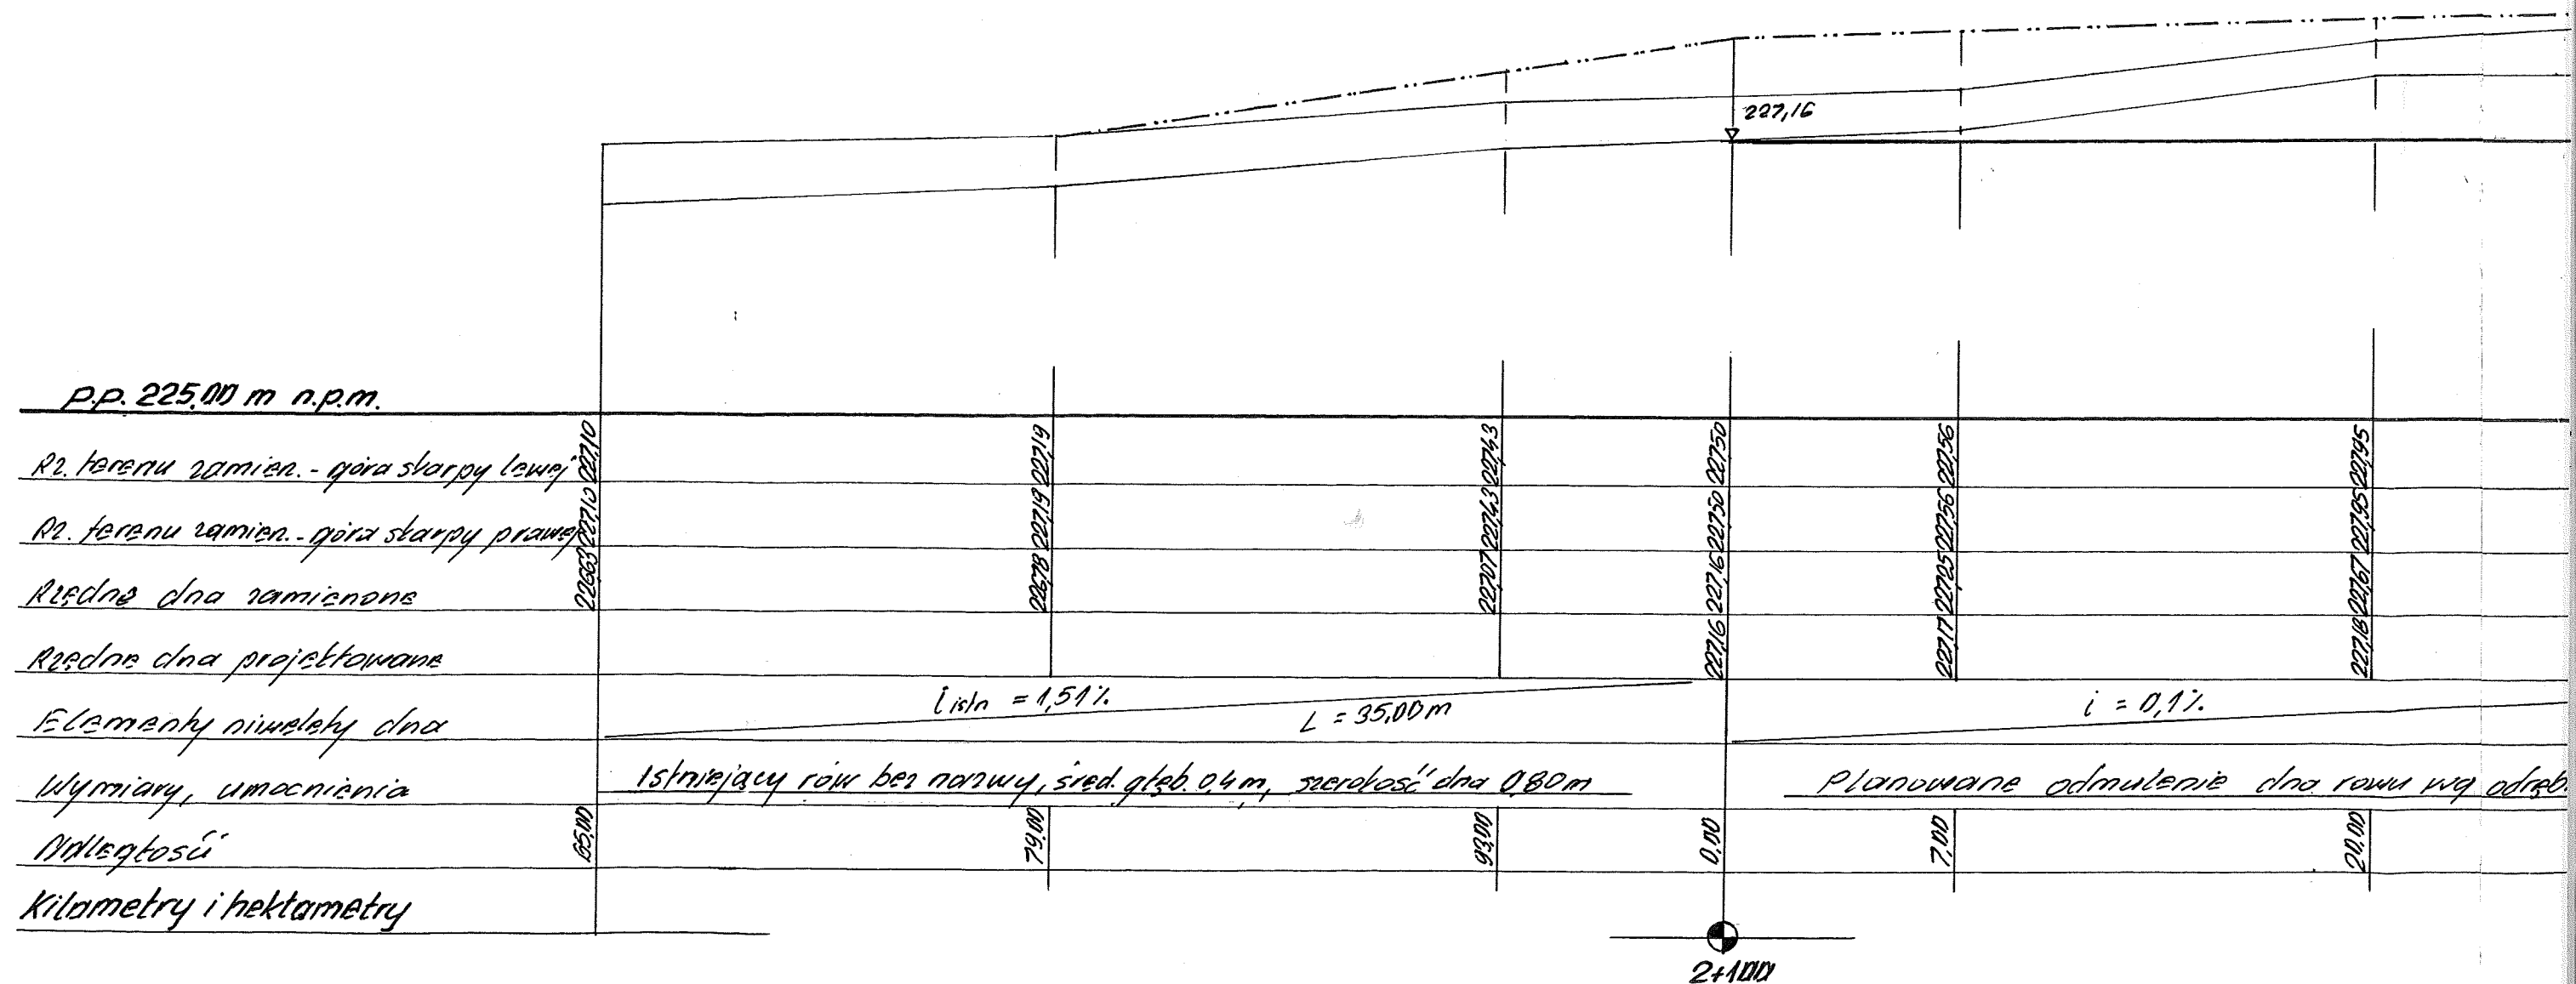 227,16
p.p. 225,00 m n.p.m.
Rz. terenu zamien. - góra skarpy lewej 227,10 227,19 227,43 227,50 227,56 227,95
Rz. terenu zamien. - góra skarpy prawej 227,10 227,19 227,43 227,50 227,56 227,95
Rzędne dna zamienone 226,63 226,78 227,07 227,16 227,25 227,67
Rzędne dna projektowane 227,16 227,17 227,18
Elementy niwelety dna i istn = 1,51% L = 35,00 m i = 0,1%
Wymiary, umocnienia Istniejący rów bez nazwy, śred. głęb. 0,4 m, szerokość dna 0,80 m Planowane odmulenie dna rowu wg odręb.
Odległości 65,00 79,00 93,00 0,00 7,00 20,00
Kilometry i hektometry
2+100